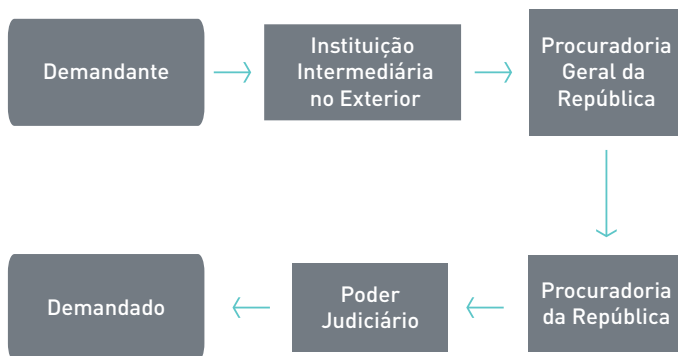 Demandante
Instituição
Intermediária
no Exterior
Procuradoria
Geral da
República
Procuradoria
da República
Poder
Judiciário
Demandado